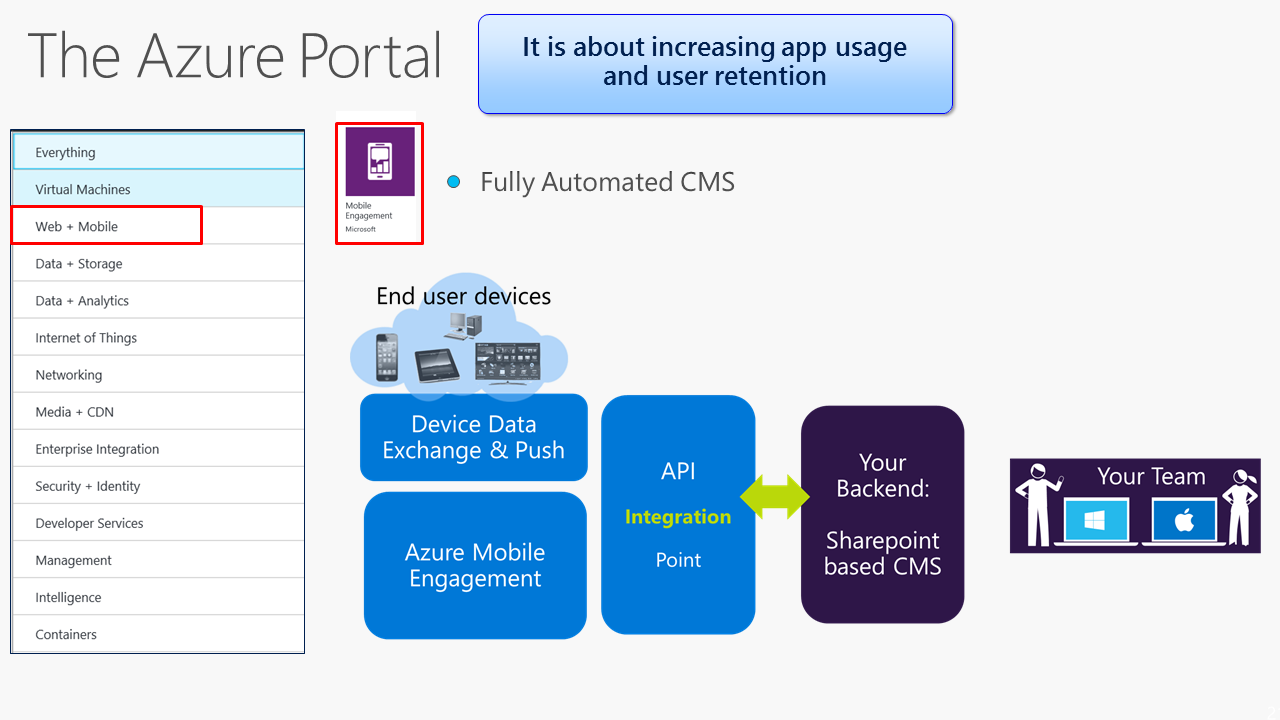 The Azure Portal
It is about increasing app usage
and user retention
Everything
Virtual Machines
Web + Mobile
Data + Storage
Data + Analytics
Internet of Things
Networking
Media + CDN
Enterprise Integration
Security + Identity
Developer Services
Management
Intelligence
Containers
Mobile
Engagement
Microsoft
Fully Automated CMS
End user devices
Device Data
Exchange & Push
Azure Mobile
Engagement
API
Integration
Point
Your
Backend:
Sharepoint
based CMS
Your Team